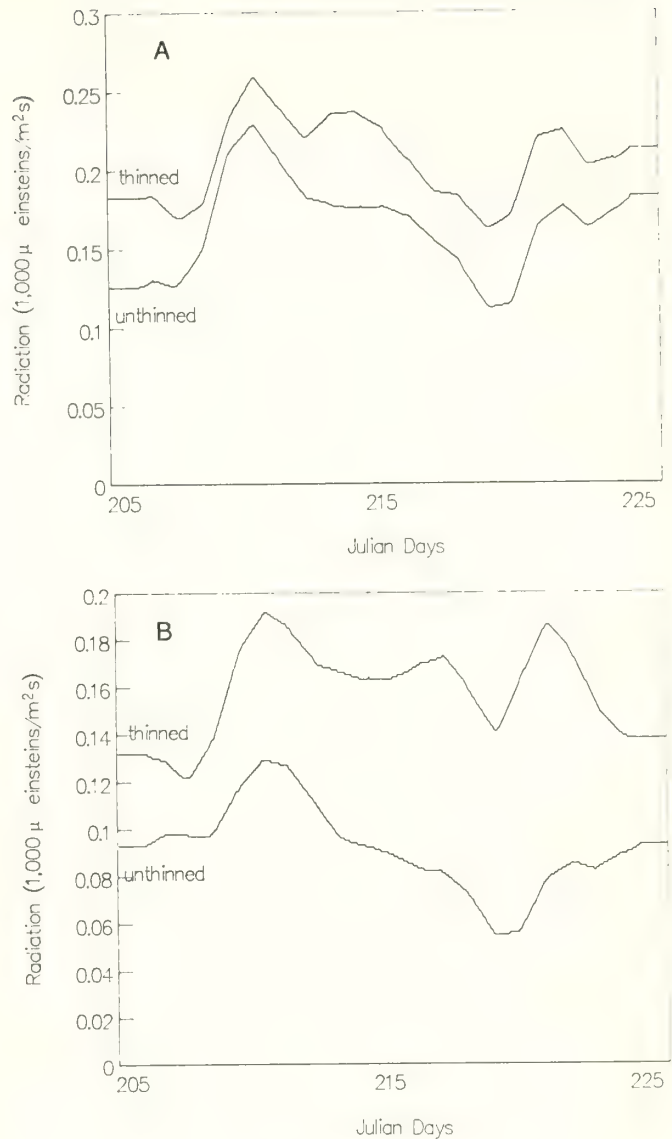 0.3
A
0.25
0.2
thinned
0.15
unthinned
0.1
0.05
0
205
215
225
Radiation (1,000 μ einsteins/m²s)
Julian Days
0.2
B
0.18
0.16
0.14
thinned
0.12
0.1
unthinned
0.08
0.06
0.04
0.02
0
205
215
225
Radiation (1,000 μ einsteins/m²s)
Julian Days